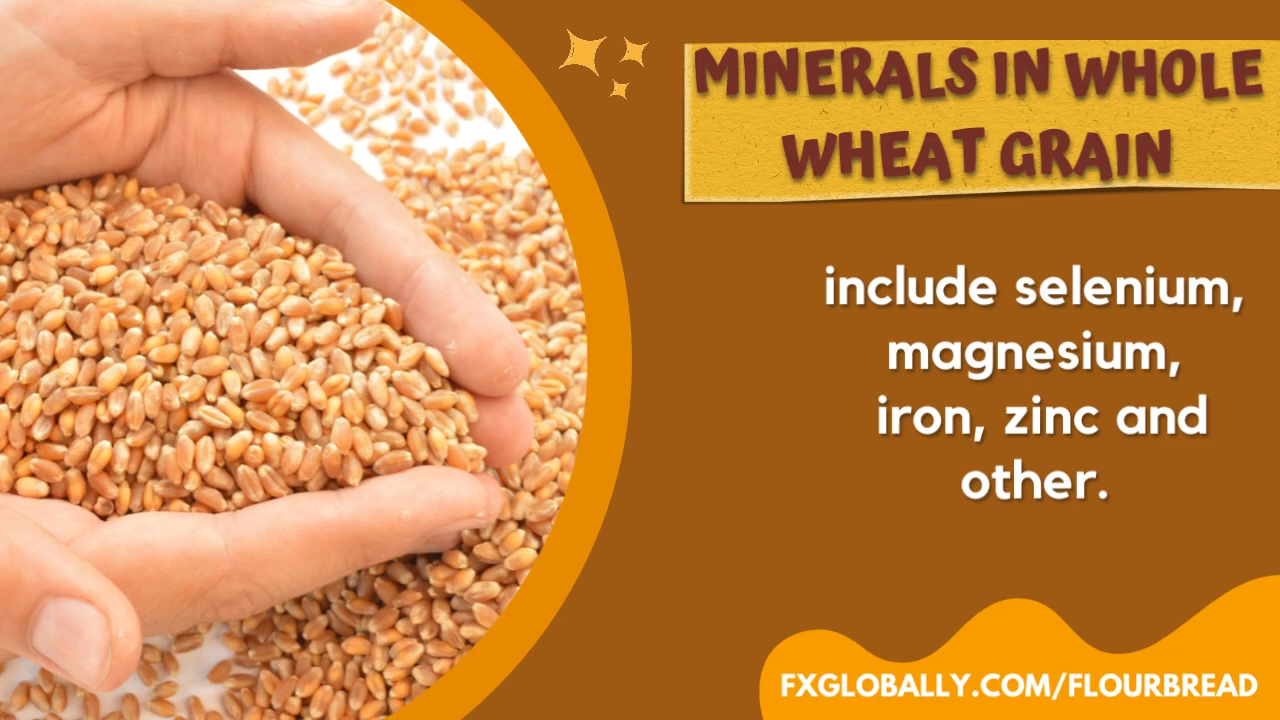 MINERALS IN WHOLE
WHEAT GRAIN
include selenium,
magnesium,
iron, zinc and
other.
FXGLOBALLY.COM/FLOURBREAD